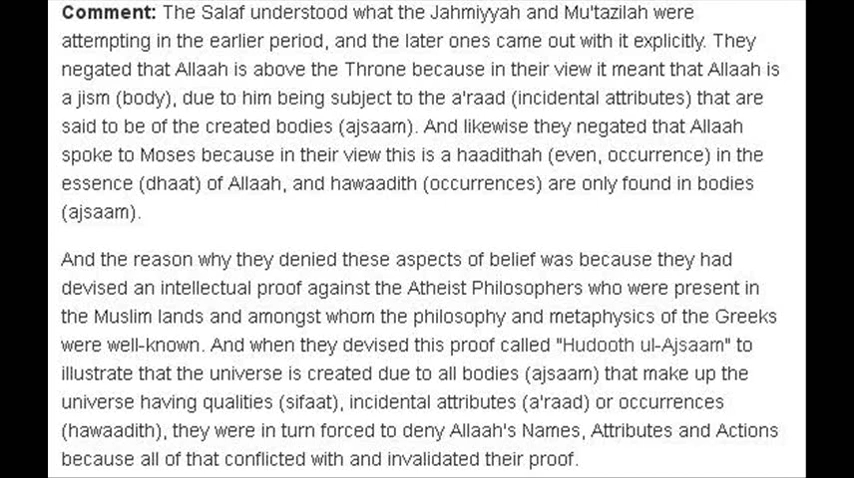 Comment: The Salaf understood what the Jahmiyyah and Mu'tazilah were
attempting in the earlier period, and the later ones came out with it explicitly. They
negated that Allaah is above the Throne because in their view it meant that Allaah is
a jism (body), due to him being subject to the a'raad (incidental attributes) that are
said to be of the created bodies (ajsaam). And likewise they negated that Allaah
spoke to Moses because in their view this is a haadithah (even, occurrence) in the
essence (dhaat) of Allaah, and hawaadith (occurrences) are only found in bodies
(ajsaam).
And the reason why they denied these aspects of belief was because they had
devised an intellectual proof against the Atheist Philosophers who were present in
the Muslim lands and amongst whom the philosophy and metaphysics of the Greeks
were well-known. And when they devised this proof called "Hudooth ul-Ajsaam" to
illustrate that the universe is created due to all bodies (ajsaam) that make up the
universe having qualities (sifaat), incidental attributes (a'raad) or occurrences
(hawaadith), they were in turn forced to deny Allaah's Names, Attributes and Actions
because all of that conflicted with and invalidated their proof.